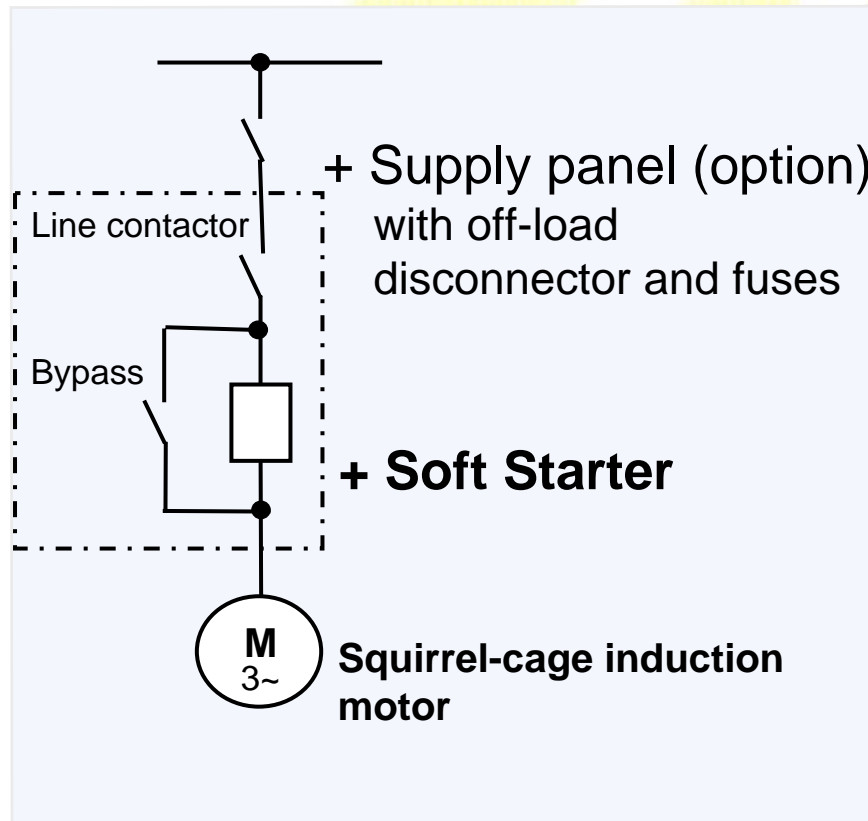 + Supply panel (option)
with off-load
disconnector and fuses
Line contactor
Bypass
+ Soft Starter
M
3~
Squirrel-cage induction
motor